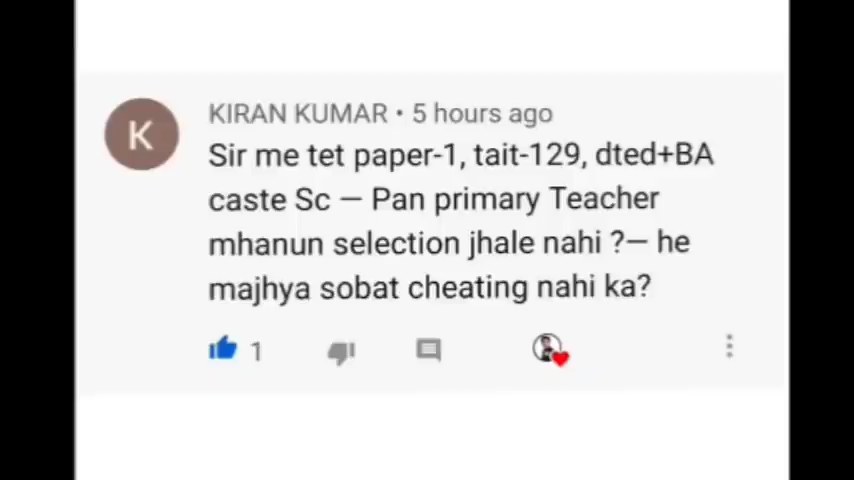 K
KIRAN KUMAR • 5 hours ago
Sir me tet paper-1, tait-129, dted+BA
caste Sc — Pan primary Teacher
mhanun selection jhale nahi ?— he
majhya sobat cheating nahi ka?
1